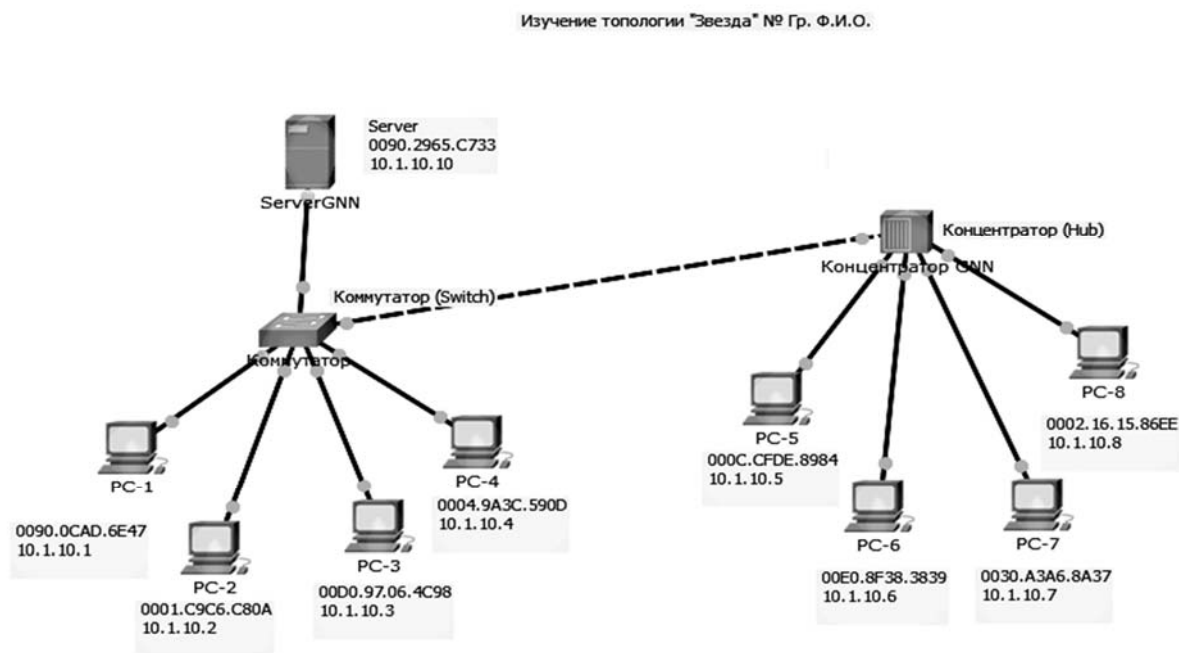 Изучение топологии "Звезда" № Гр. Ф.И.О.
Server
0090.2965.C733
10.1.10.10
ServerGNN
Концентратор (Hub)
Концентратор GNN
Коммутатор (Switch)
Коммутатор
PC-1
0090.0CAD.6E47
10.1.10.1
PC-2
0001.C9C6.C80A
10.1.10.2
PC-3
00D0.97.06.4C98
10.1.10.3
PC-4
0004.9A3C.590D
10.1.10.4
PC-5
000C.CFDE.8984
10.1.10.5
PC-6
00E0.8F38.3839
10.1.10.6
PC-7
0030.A3A6.8A37
10.1.10.7
PC-8
0002.16.15.86EE
10.1.10.8